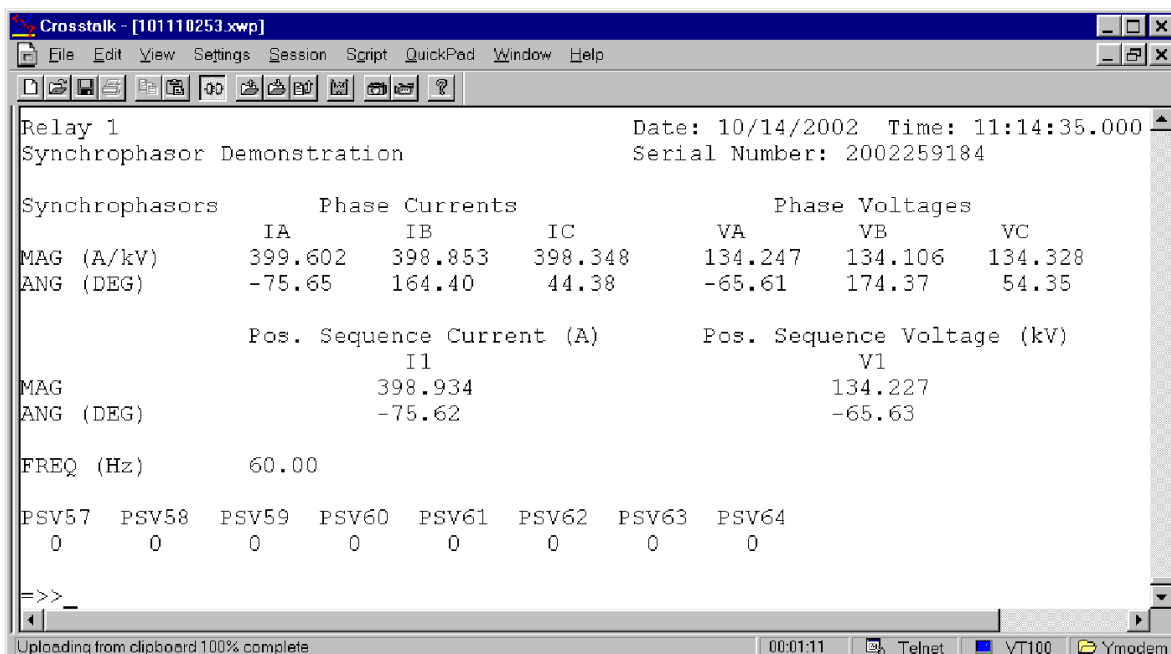 Crosstalk - [101110253.xwp]
File Edit View Settings Session Script QuickPad Window Help
Relay 1 Date: 10/14/2002 Time: 11:14:35.000
Synchrophasor Demonstration Serial Number: 2002259184
Synchrophasors Phase Currents Phase Voltages
IA IB IC VA VB VC
MAG (A/kV) 399.602 398.853 398.348 134.247 134.106 134.328
ANG (DEG) -75.65 164.40 44.38 -65.61 174.37 54.35
Pos. Sequence Current (A) Pos. Sequence Voltage (kV)
I1 V1
MAG 398.934 134.227
ANG (DEG) -75.62 -65.63
FREQ (Hz) 60.00
PSV57 PSV58 PSV59 PSV60 PSV61 PSV62 PSV63 PSV64
0 0 0 0 0 0 0 0
=>>_
Uploading from clipboard 100% complete 00:01:11 Telnet VT100 Ymodem